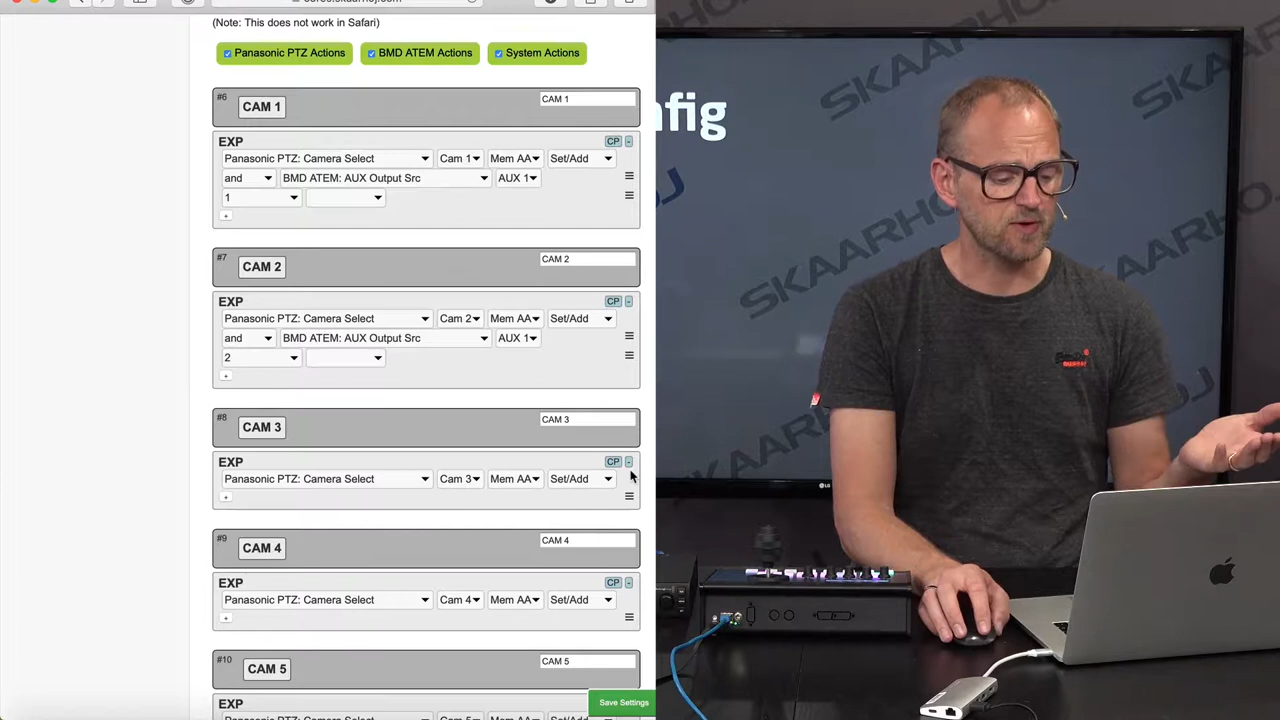 (Note: This does not work in Safari)
Panasonic PTZ Actions
BMD ATEM Actions
System Actions
#6
CAM 1
CAM 1
EXP
CP
-
Panasonic PTZ: Camera Select
Cam 1
Mem AA
Set/Add
and
BMD ATEM: AUX Output Src
AUX 1
1
+
#7
CAM 2
CAM 2
EXP
CP
-
Panasonic PTZ: Camera Select
Cam 2
Mem AA
Set/Add
and
BMD ATEM: AUX Output Src
AUX 1
2
+
#8
CAM 3
CAM 3
EXP
CP
-
Panasonic PTZ: Camera Select
Cam 3
Mem AA
Set/Add
+
#9
CAM 4
CAM 4
EXP
CP
-
Panasonic PTZ: Camera Select
Cam 4
Mem AA
Set/Add
+
#10
CAM 5
CAM 5
Save Settings
nfig
OJ
SKAARHOJ
SKAARHOJ
SKAARHOJ
SKAARHOJ
LG